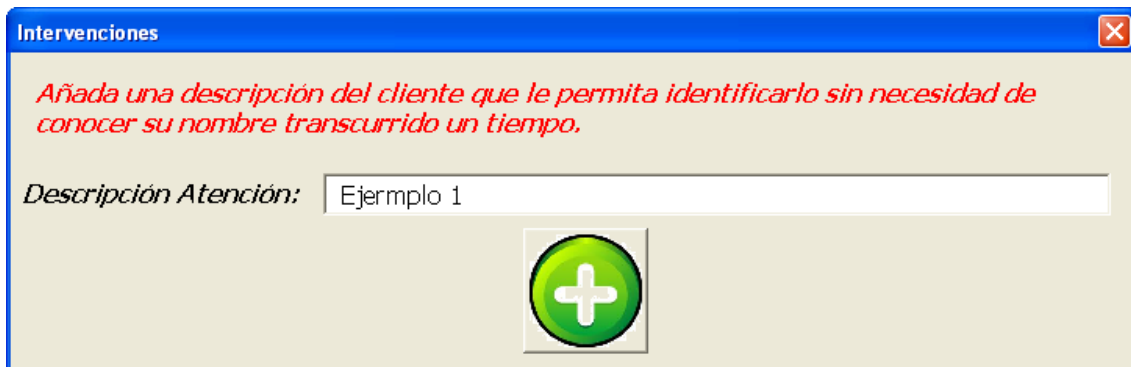 Intervenciones
Añada una descripción del cliente que le permita identificarlo sin necesidad de
conocer su nombre transcurrido un tiempo.
Descripción Atención: Ejermplo 1